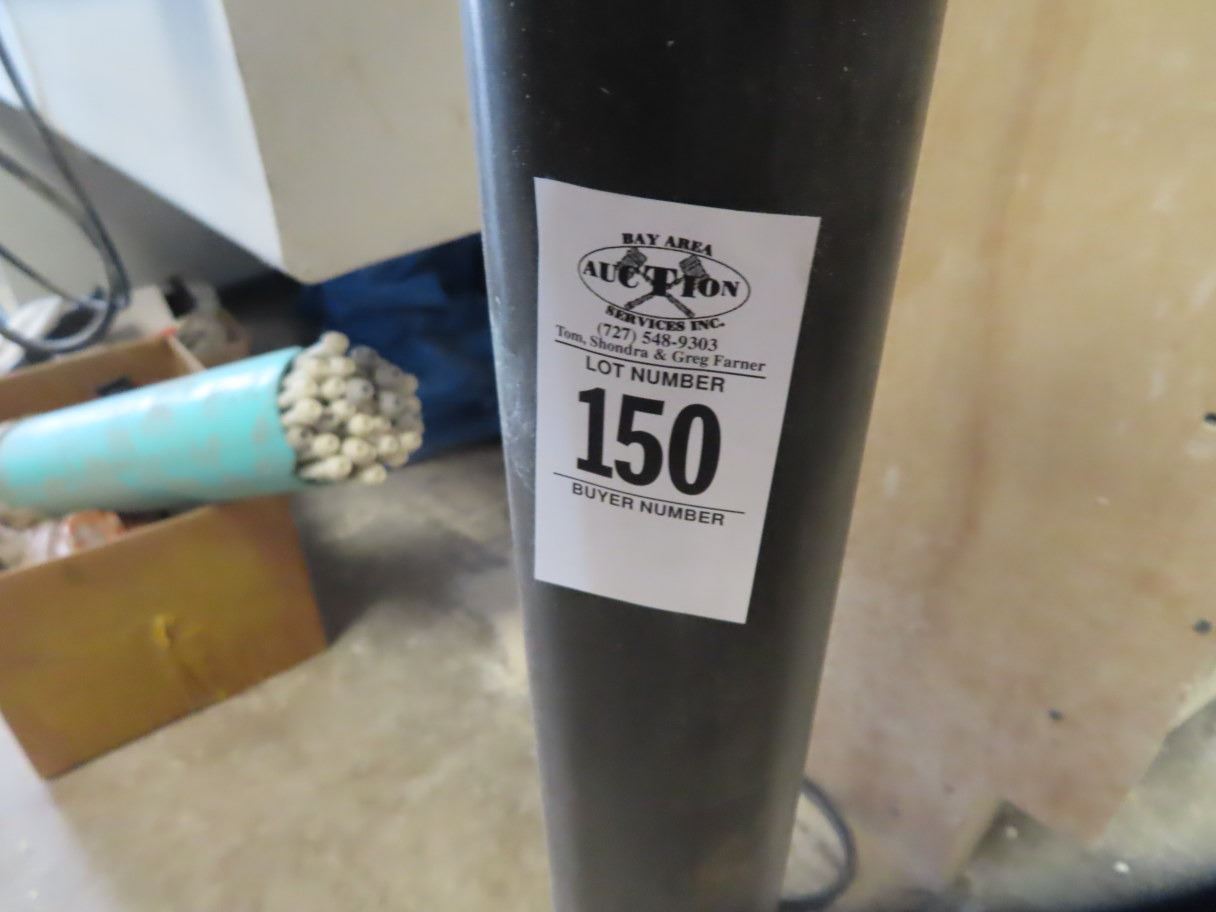 BAY AREA
AUCTION
SERVICES INC.
(727) 548-9303
Tom, Shondra & Greg Farner
LOT NUMBER
150
BUYER NUMBER